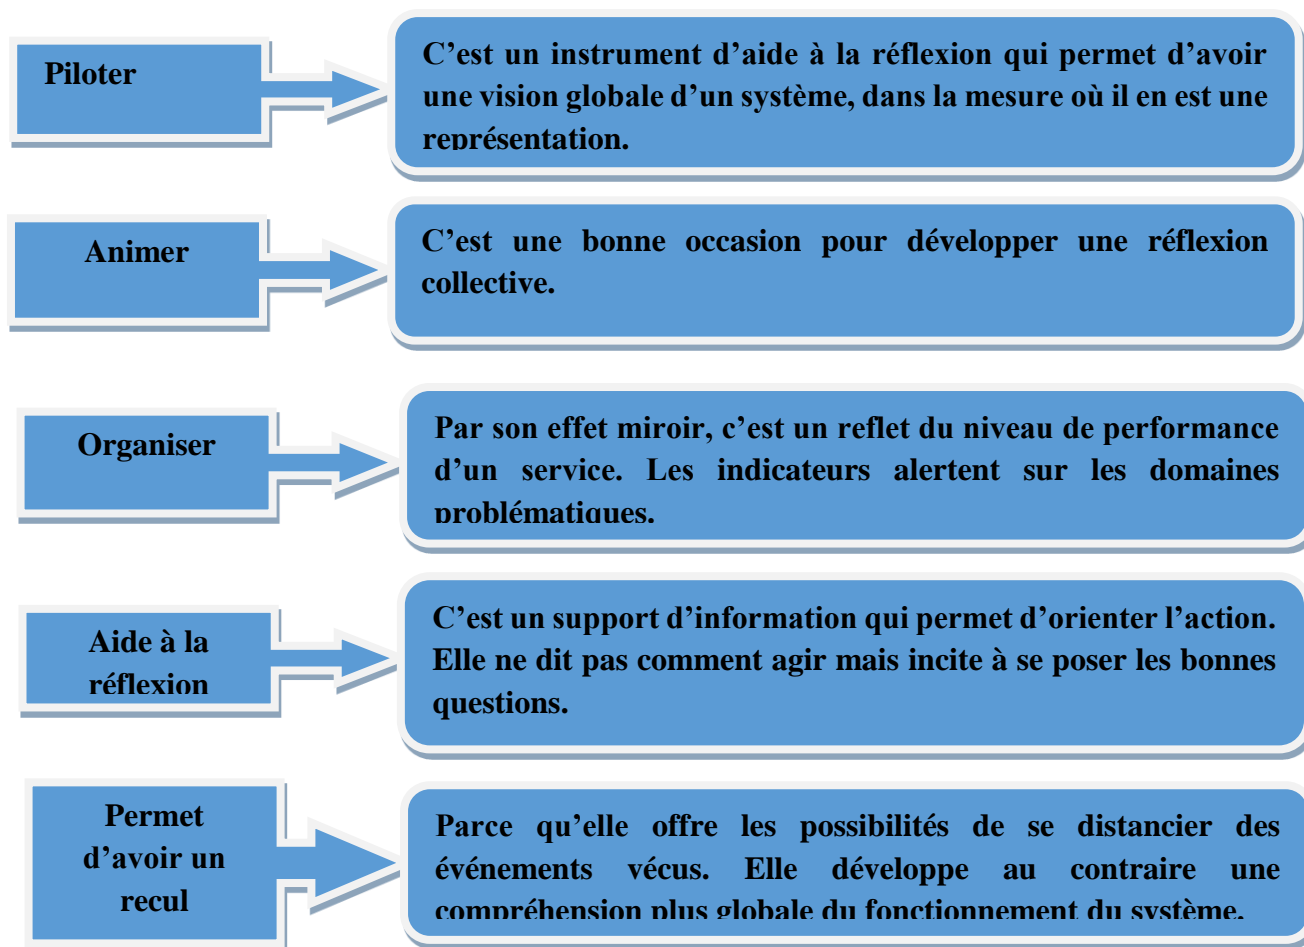 Piloter
C’est un instrument d’aide à la réflexion qui permet d’avoir
une vision globale d’un système, dans la mesure où il en est une
représentation.
Animer
C’est une bonne occasion pour développer une réflexion
collective.
Organiser
Par son effet miroir, c’est un reflet du niveau de performance
d’un service. Les indicateurs alertent sur les domaines
problématiques.
Aide à la
réflexion
C’est un support d’information qui permet d’orienter l’action.
Elle ne dit pas comment agir mais incite à se poser les bonnes
questions.
Permet
d’avoir un
recul
Parce qu’elle offre les possibilités de se distancier des
événements vécus. Elle développe au contraire une
compréhension plus globale du fonctionnement du système.